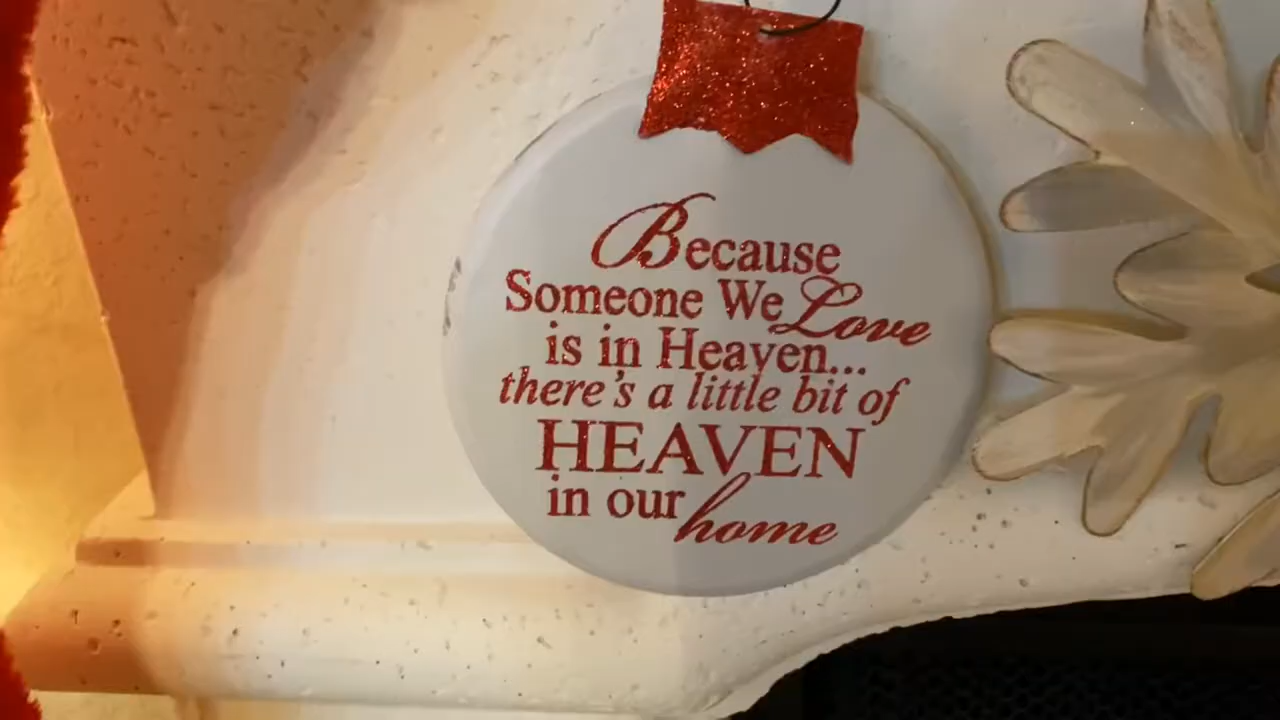 Because
Someone We Love
is in Heaven...
there's a little bit of
HEAVEN
in our home